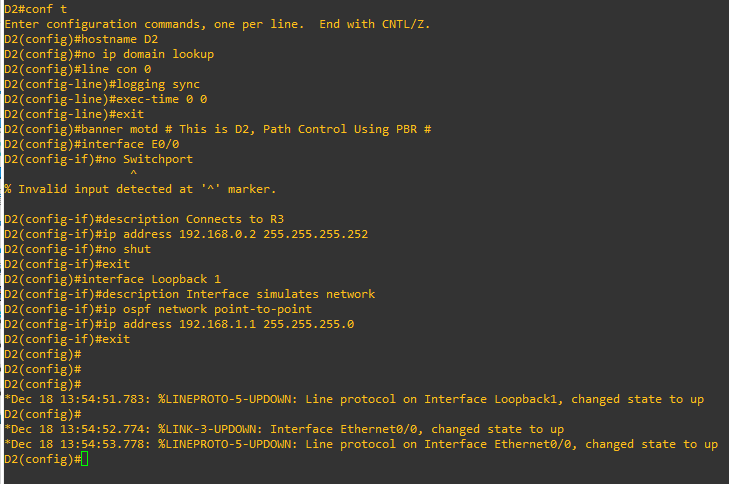 D2#conf t
Enter configuration commands, one per line.  End with CNTL/Z.
D2(config)#hostname D2
D2(config)#no ip domain lookup
D2(config)#line con 0
D2(config-line)#logging sync
D2(config-line)#exec-time 0 0
D2(config-line)#exit
D2(config)#banner motd # This is D2, Path Control Using PBR #
D2(config)#interface E0/0
D2(config-if)#no Switchport
                 ^
% Invalid input detected at '^' marker.

D2(config-if)#description Connects to R3
D2(config-if)#ip address 192.168.0.2 255.255.255.252
D2(config-if)#no shut
D2(config-if)#exit
D2(config)#interface Loopback 1
D2(config-if)#description Interface simulates network
D2(config-if)#ip ospf network point-to-point
D2(config-if)#ip address 192.168.1.1 255.255.255.0
D2(config-if)#exit
D2(config)#
D2(config)#
D2(config)#
*Dec 18 13:54:51.783: %LINEPROTO-5-UPDOWN: Line protocol on Interface Loopback1, changed state to up
D2(config)#
*Dec 18 13:54:52.774: %LINK-3-UPDOWN: Interface Ethernet0/0, changed state to up
*Dec 18 13:54:53.778: %LINEPROTO-5-UPDOWN: Line protocol on Interface Ethernet0/0, changed state to up
D2(config)#